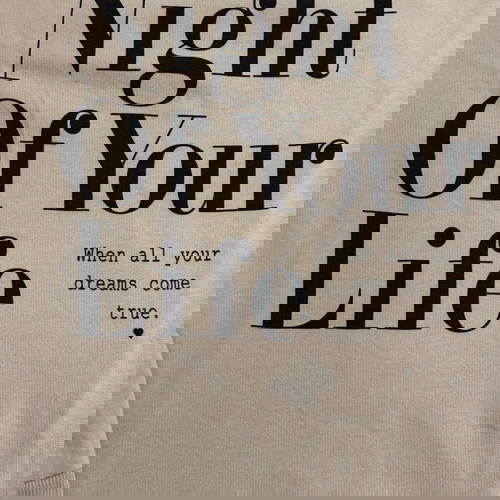 Night
Of Your
Life
When all your
dreams come
true.